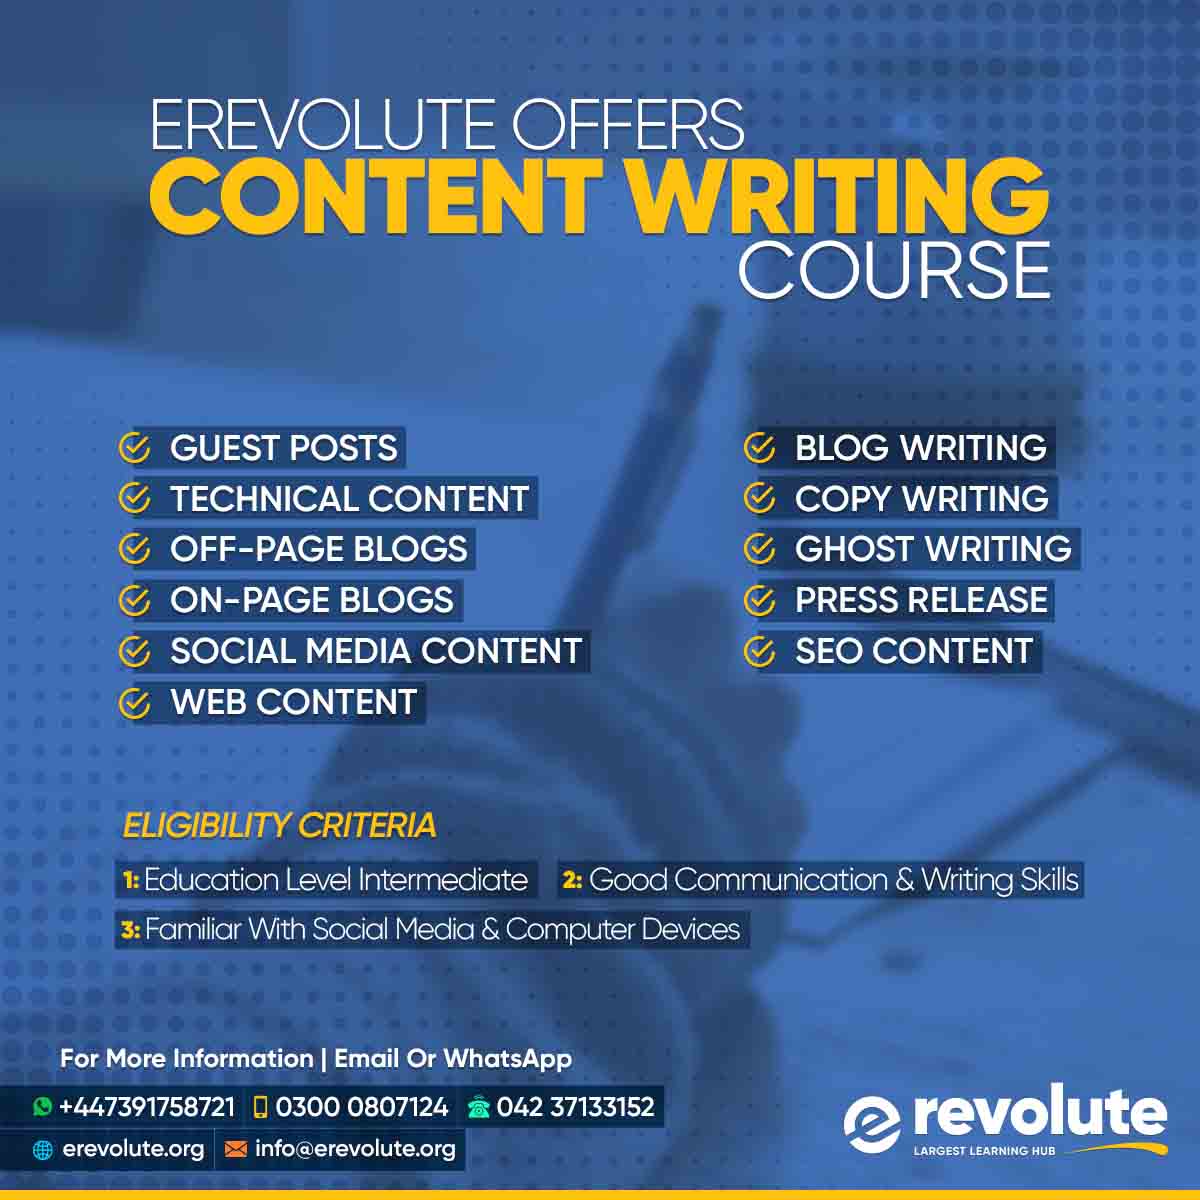 EREVOLUTE OFFERS
CONTENT WRITING
COURSE
GUEST POSTS
TECHNICAL CONTENT
OFF-PAGE BLOGS
ON-PAGE BLOGS
SOCIAL MEDIA CONTENT
WEB CONTENT
BLOG WRITING
COPY WRITING
GHOST WRITING
PRESS RELEASE
SEO CONTENT
ELIGIBILITY CRITERIA
1: Education Level Intermediate 2: Good Communication & Writing Skills
3: Familiar With Social Media & Computer Devices
For More Information | Email Or WhatsApp
+447391758721 0300 0807124 042 37133152
erevolute.org info@erevolute.org
e revolute
LARGEST LEARNING HUB